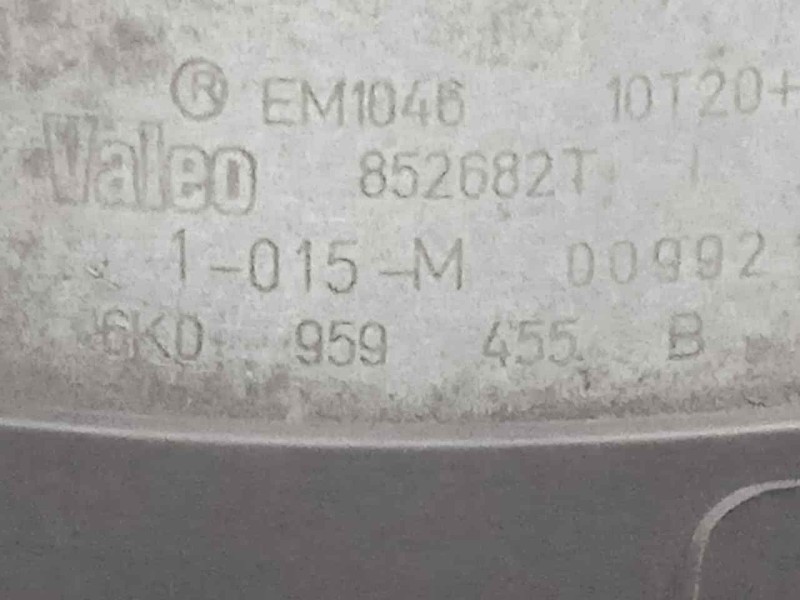 ® EM1046 10T20+
Valeo 852682T
1-015-M 00992
6K0 959 455 B